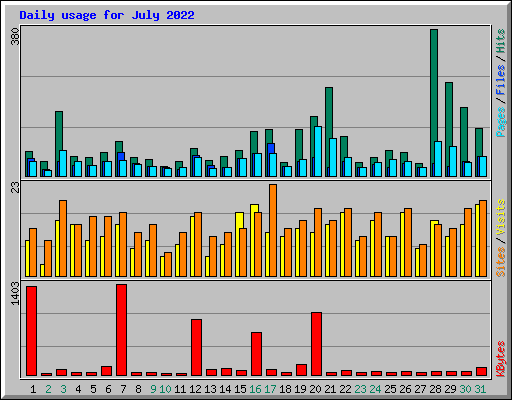 Daily usage for July 2022
380
Pages / Files / Hits
23
Sites / Visits
1403
KBytes
1 2 3 4 5 6 7 8 9 10 11 12 13 14 15 16 17 18 19 20 21 22 23 24 25 26 27 28 29 30 31